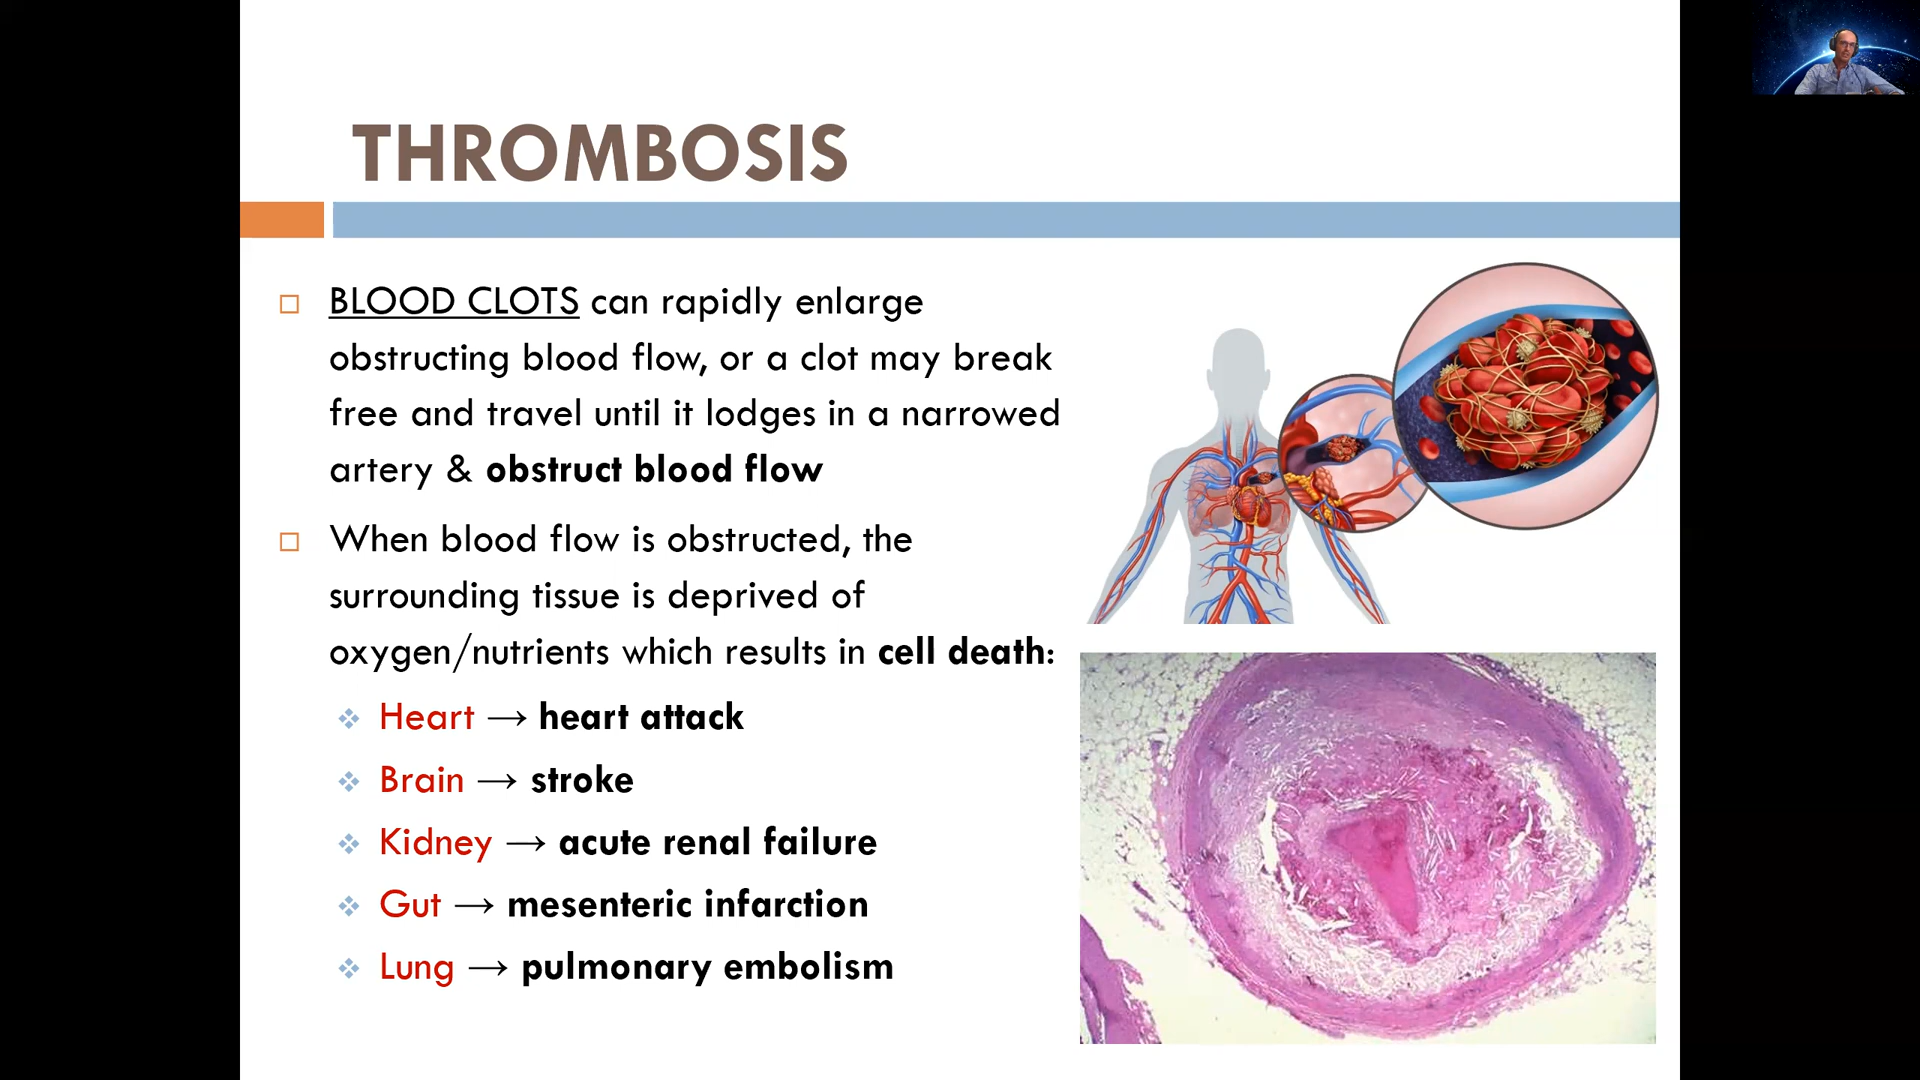 THROMBOSIS
BLOOD CLOTS can rapidly enlarge
obstructing blood flow, or a clot may break
free and travel until it lodges in a narrowed
artery & obstruct blood flow
When blood flow is obstructed, the
surrounding tissue is deprived of
oxygen/nutrients which results in cell death:
Heart → heart attack
Brain → stroke
Kidney → acute renal failure
Gut → mesenteric infarction
Lung → pulmonary embolism